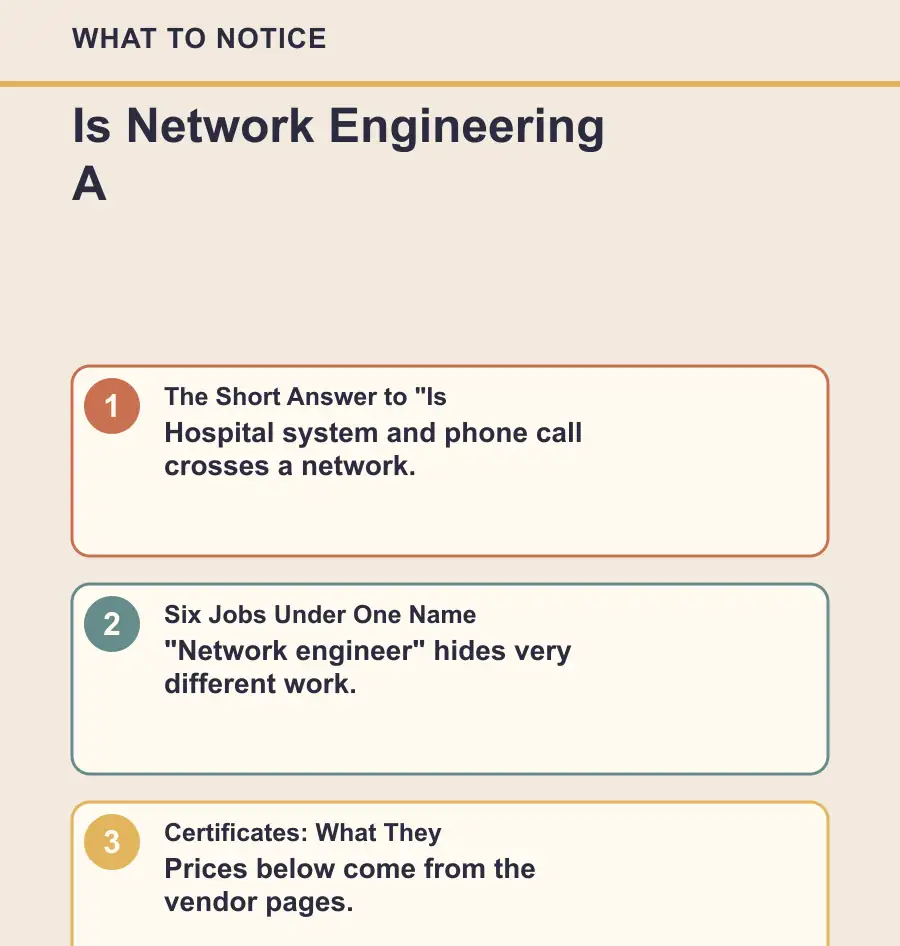 WHAT TO NOTICE
Is Network Engineering
A
1
The Short Answer to "Is
Hospital system and phone call
crosses a network.
2
Six Jobs Under One Name
"Network engineer" hides very
different work.
3
Certificates: What They
Prices below come from the
vendor pages.